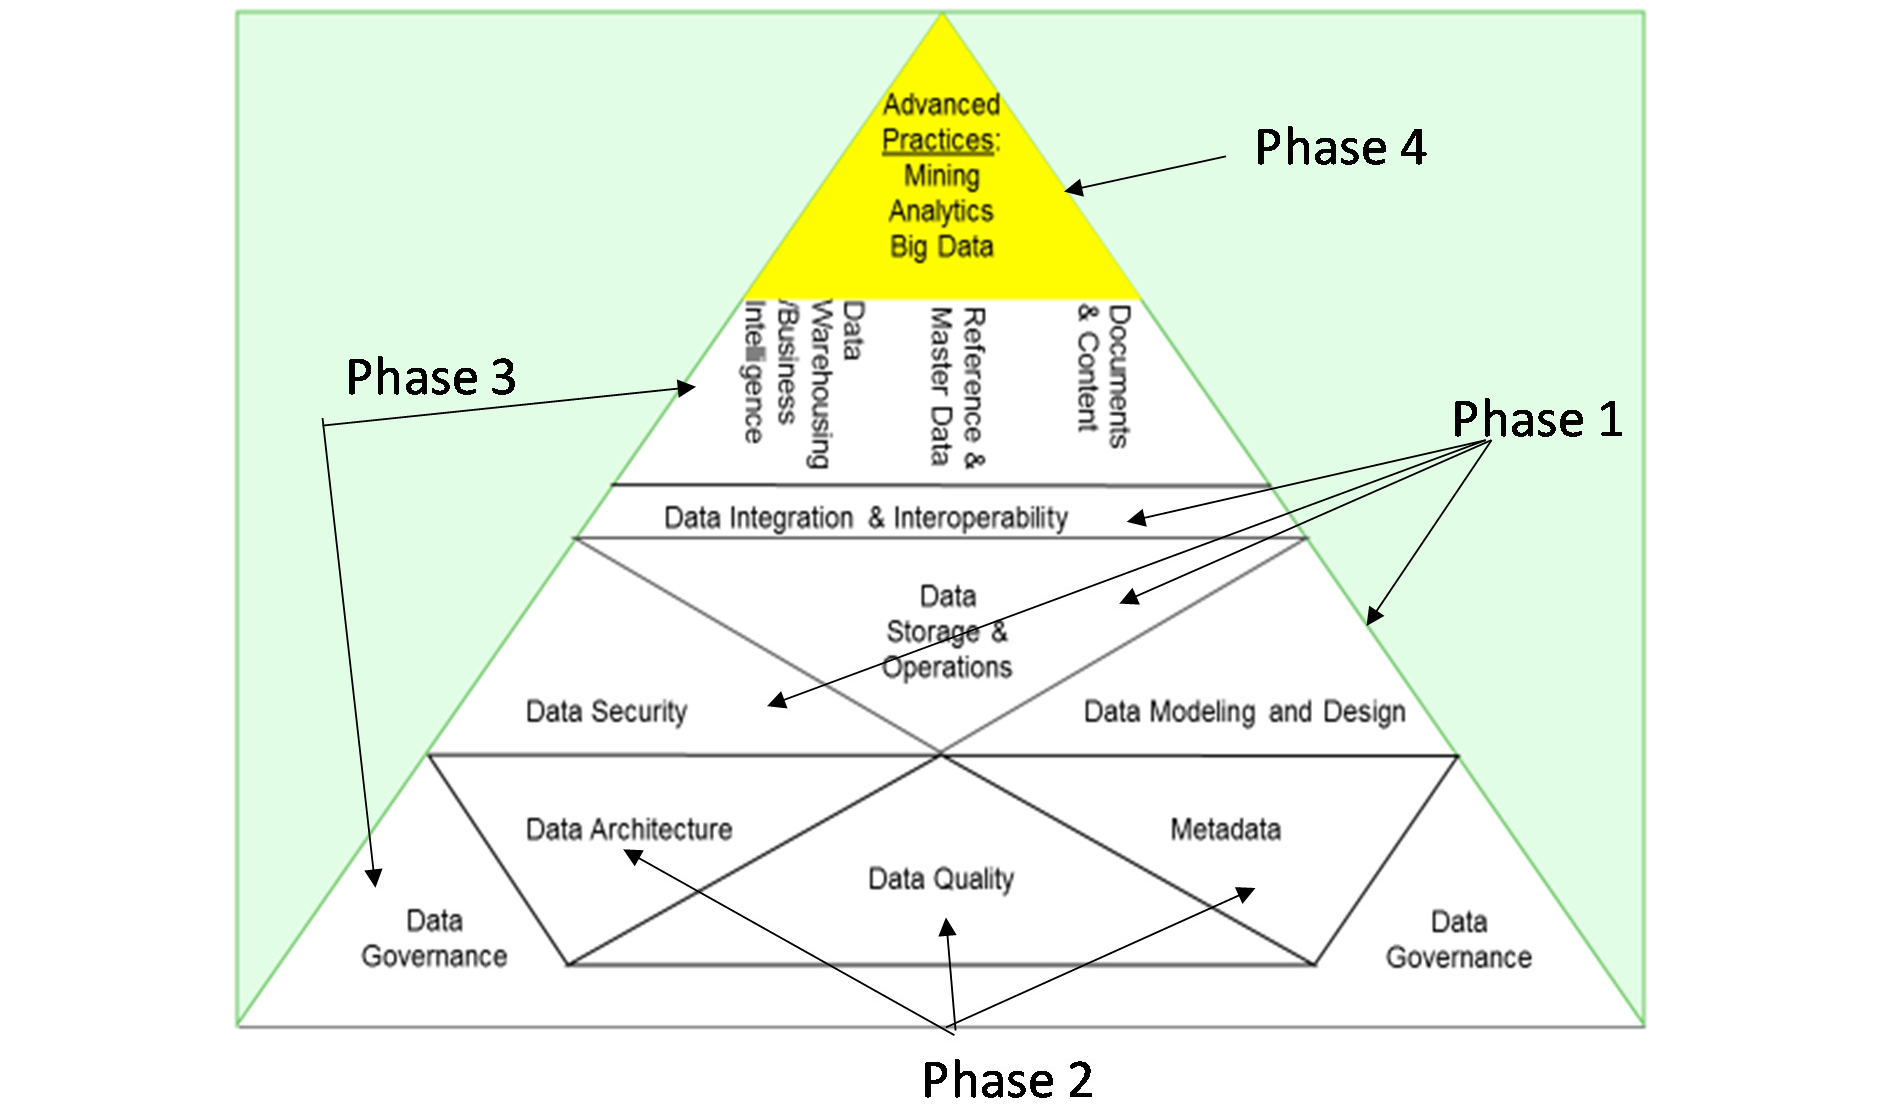 Advanced
Practices:
Mining
Analytics
Big Data
Phase 4
Data
Warehousing
/Business
Intelligence
Reference &
Master Data
Documents
& Content
Phase 3
Phase 1
Data Integration & Interoperability
Data
Storage &
Operations
Data Security
Data Modeling and Design
Data Architecture
Metadata
Data Quality
Data
Governance
Data
Governance
Phase 2